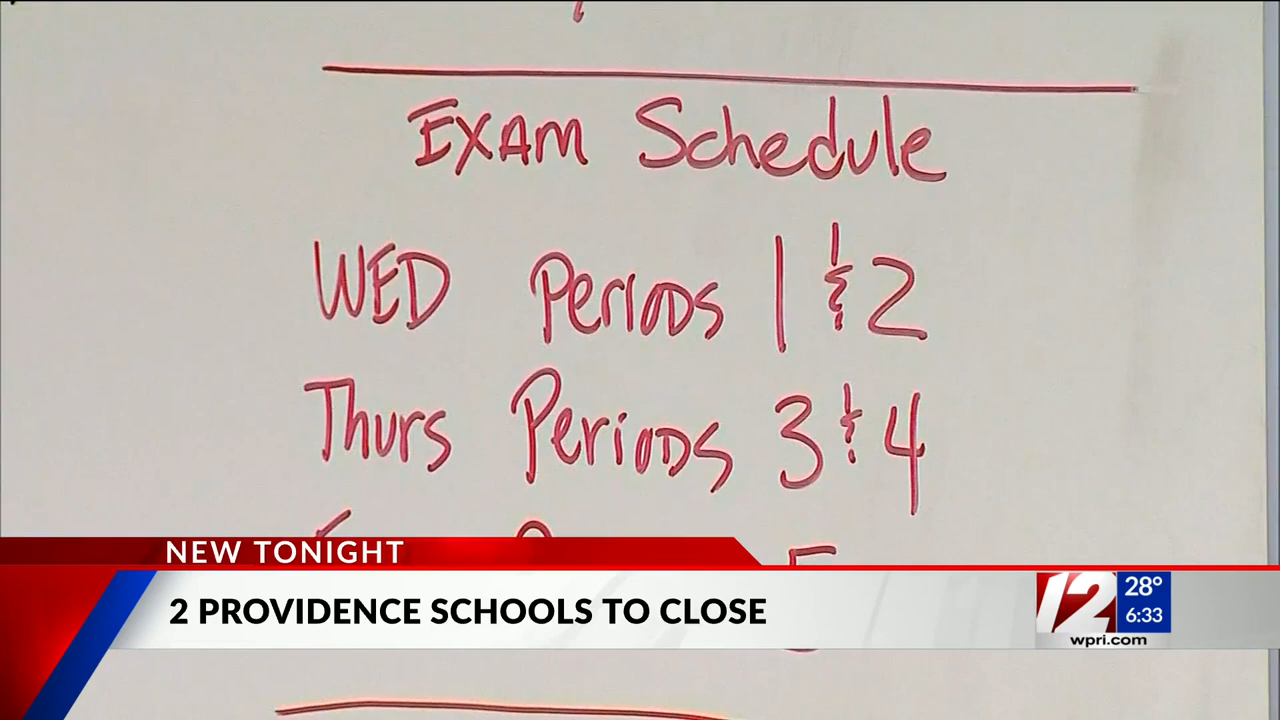 EXAM Schedule
WED Periods 1 & 2
Thurs Periods 3 & 4
5
NEW TONIGHT
2 PROVIDENCE SCHOOLS TO CLOSE
12
28°
6:33
wpri.com